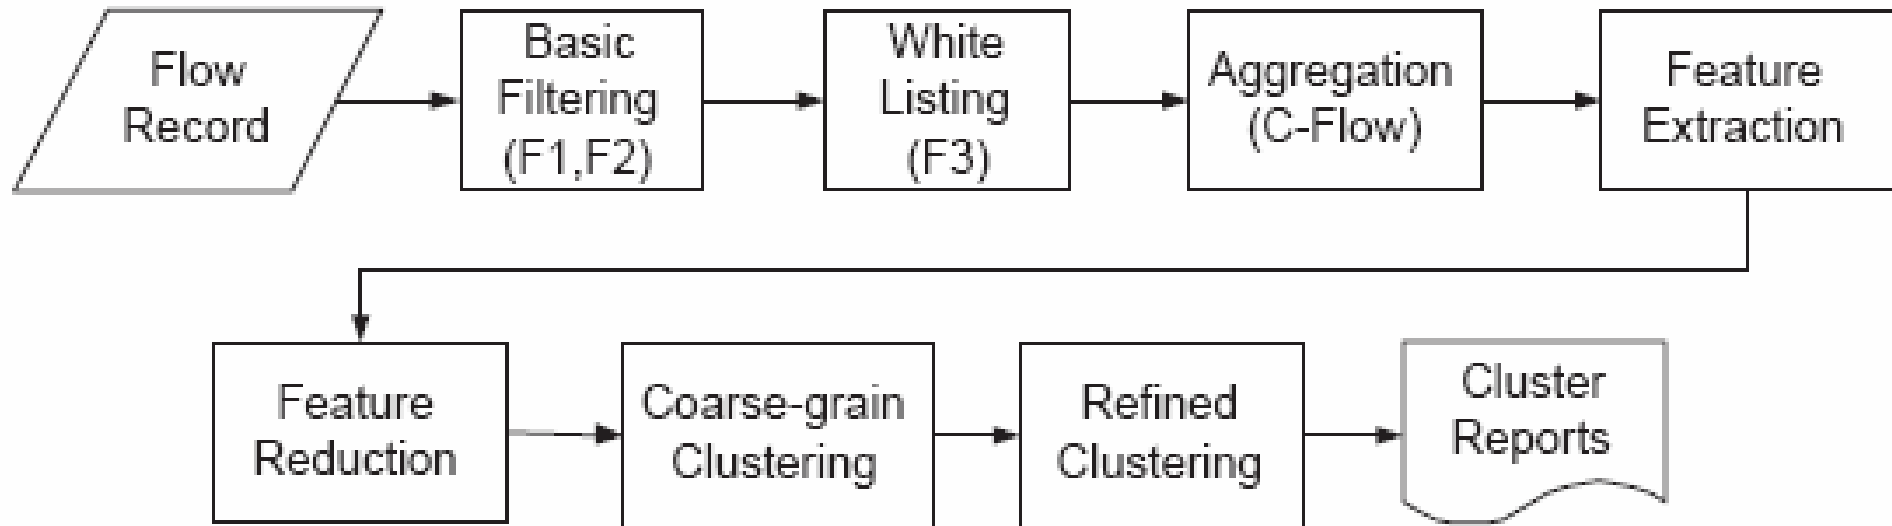 Flow
Record
Basic
Filtering
(F1,F2)
White
Listing
(F3)
Aggregation
(C-Flow)
Feature
Extraction
Feature
Reduction
Coarse-grain
Clustering
Refined
Clustering
Cluster
Reports